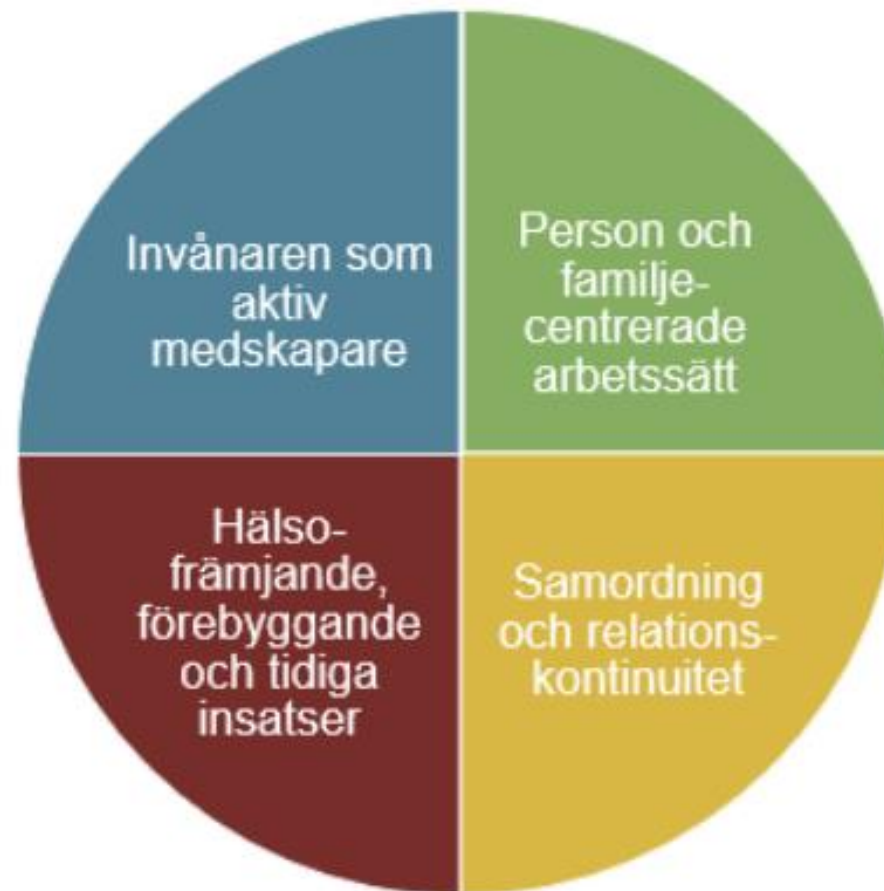 Invånaren som
aktiv
medskapare
Person och
familje-
centrerade
arbetssätt
Hälso-
främjande,
förebyggande
och tidiga
insatser
Samordning
och relations-
kontinuitet